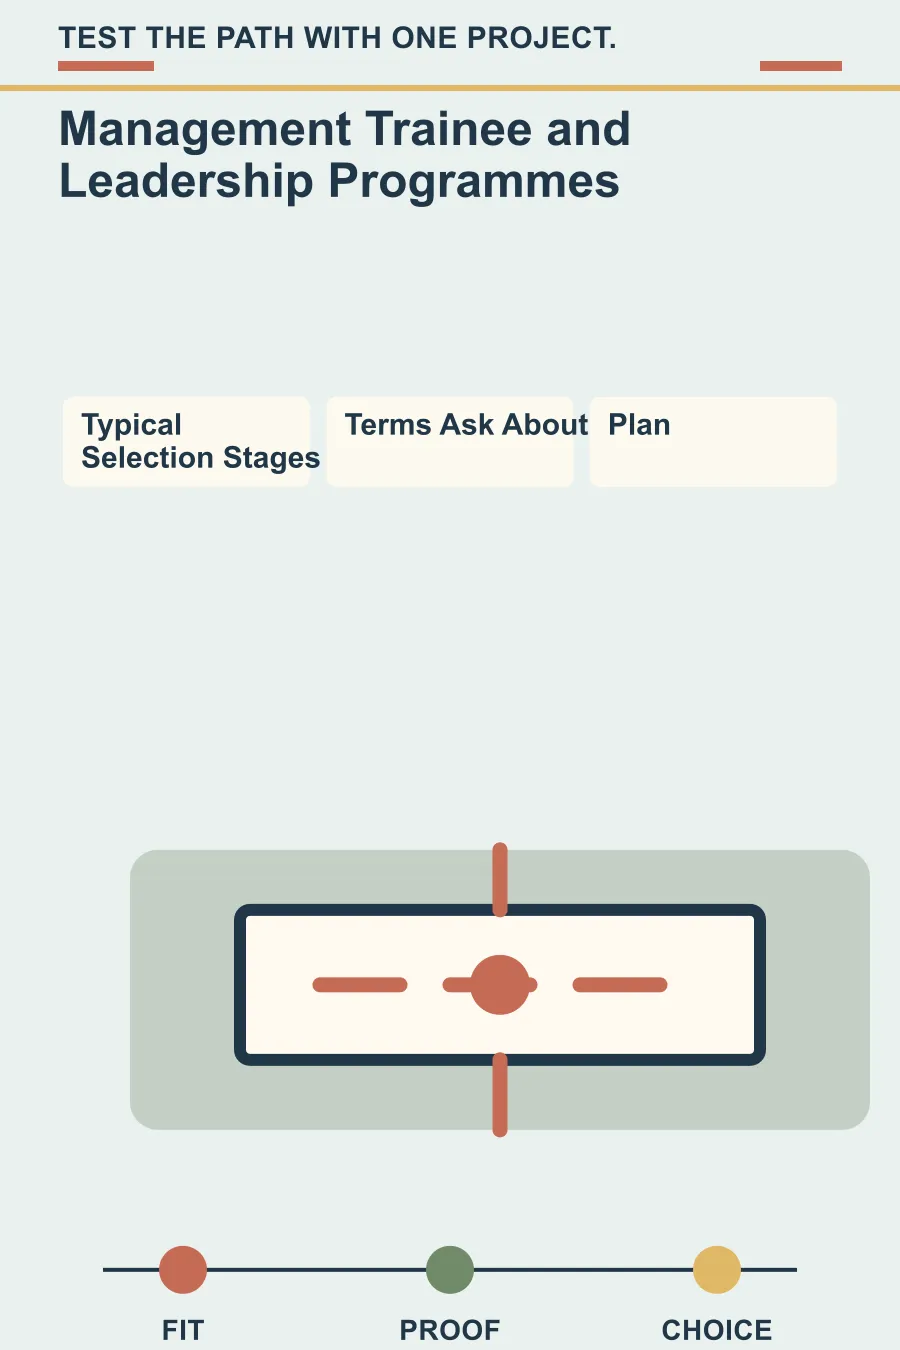 TEST THE PATH WITH ONE PROJECT.
Management Trainee and
Leadership Programmes
Typical
Selection Stages
Terms Ask About
Plan
FIT
PROOF
CHOICE